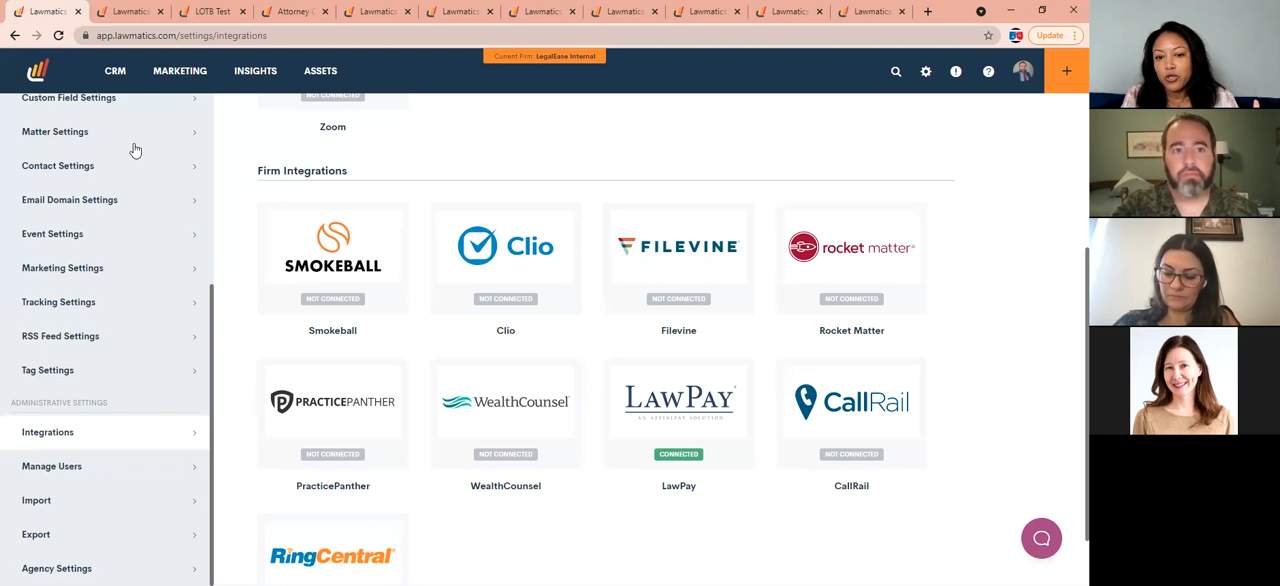 Lawmatics
Lawmatics
LOTB Test
Attorney C
Lawmatics
Lawmatics
Lawmatics
Lawmatics
Lawmatics
Lawmatics
Lawmatics
app.lawmatics.com/settings/integrations
Update
Current Firm: LegalEase Internal
CRM
MARKETING
INSIGHTS
ASSETS
Custom Field Settings
Matter Settings
Contact Settings
Email Domain Settings
Event Settings
Marketing Settings
Tracking Settings
RSS Feed Settings
Tag Settings
ADMINISTRATIVE SETTINGS
Integrations
Manage Users
Import
Export
Agency Settings
NOT CONNECTED
Zoom
Firm Integrations
SMOKEBALL
NOT CONNECTED
Smokeball
Clio
NOT CONNECTED
Clio
FILEVINE
NOT CONNECTED
Filevine
rocket matter
NOT CONNECTED
Rocket Matter
PRACTICEPANTHER
NOT CONNECTED
PracticePanther
WealthCounsel
NOT CONNECTED
WealthCounsel
LAWPAY
AN AFFINIPAY SOLUTION
CONNECTED
LawPay
CallRail
NOT CONNECTED
CallRail
RingCentral